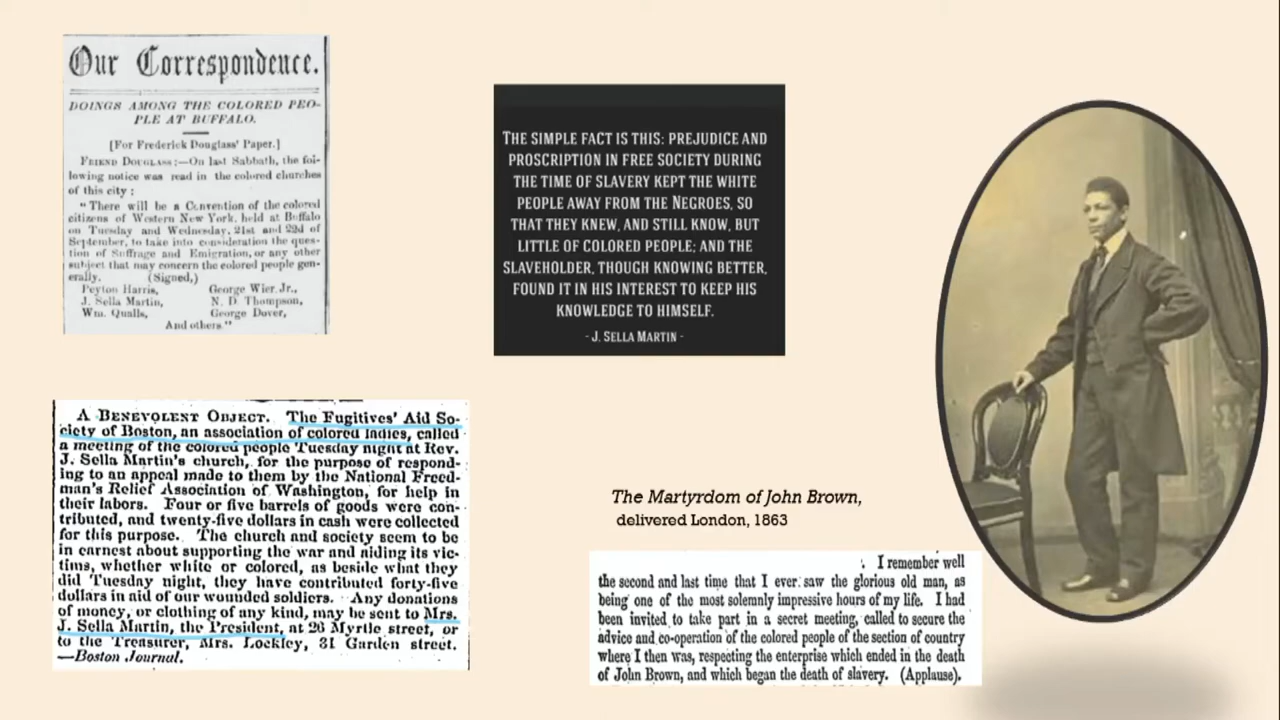 Our Correspondence.
DOINGS AMONG THE COLORED PEO-
PLE AT BUFFALO.
[For Frederick Douglass' Paper.]
FRIEND DOUGLASS:—On last Sabbath, the fol-
lowing notice was read in the colored churches
of this city:
"There will be a Convention of the colored
citizens of Western New York, held at Buffalo
on Tuesday and Wednesday, 21st and 22d of
September, to take into consideration the ques-
tion of Suffrage and Emigration, or any other
subject that may concern the colored people gen-
erally. (Signed,)
Peyton Harris, George Wier, Jr.,
J. Sella Martin, N. D. Thompson,
Wm. Qualls, George Dover,
And others."
THE SIMPLE FACT IS THIS: PREJUDICE AND
PROSCRIPTION IN FREE SOCIETY DURING
THE TIME OF SLAVERY KEPT THE WHITE
PEOPLE AWAY FROM THE NEGROES, SO
THAT THEY KNEW, AND STILL KNOW, BUT
LITTLE OF COLORED PEOPLE; AND THE
SLAVEHOLDER, THOUGH KNOWING BETTER,
FOUND IT IN HIS INTEREST TO KEEP HIS
KNOWLEDGE TO HIMSELF.
- J. SELLA MARTIN -
A BENEVOLENT OBJECT. The Fugitives' Aid So-
ciety of Boston, an association of colored ladies, called
a meeting of the colored people Tuesday night at Rev.
J. Sella Martin's church, for the purpose of respond-
ing to an appeal made to them by the National Freed-
man's Relief Association of Washington, for help in
their labors. Four or five barrels of goods were con-
tributed, and twenty-five dollars in cash were collected
for this purpose. The church and society seem to be
in earnest about supporting the war and aiding its vic-
tims, whether white or colored, as beside what they
did Tuesday night, they have contributed forty-five
dollars in aid of our wounded soldiers. Any donations
of money, or clothing of any kind, may be sent to Mrs.
J. Sella Martin, the President, at 26 Myrtle street, or
to the Treasurer, Mrs. Lockley, 31 Garden street.
—Boston Journal.
The Martyrdom of John Brown,
delivered London, 1863
I remember well
the second and last time that I ever saw the glorious old man, as
being one of the most solemnly impressive hours of my life. I had
been invited to take part in a secret meeting, called to secure the
advice and co-operation of the colored people of the section of country
where I then was, respecting the enterprise which ended in the death
of John Brown, and which began the death of slavery. (Applause).